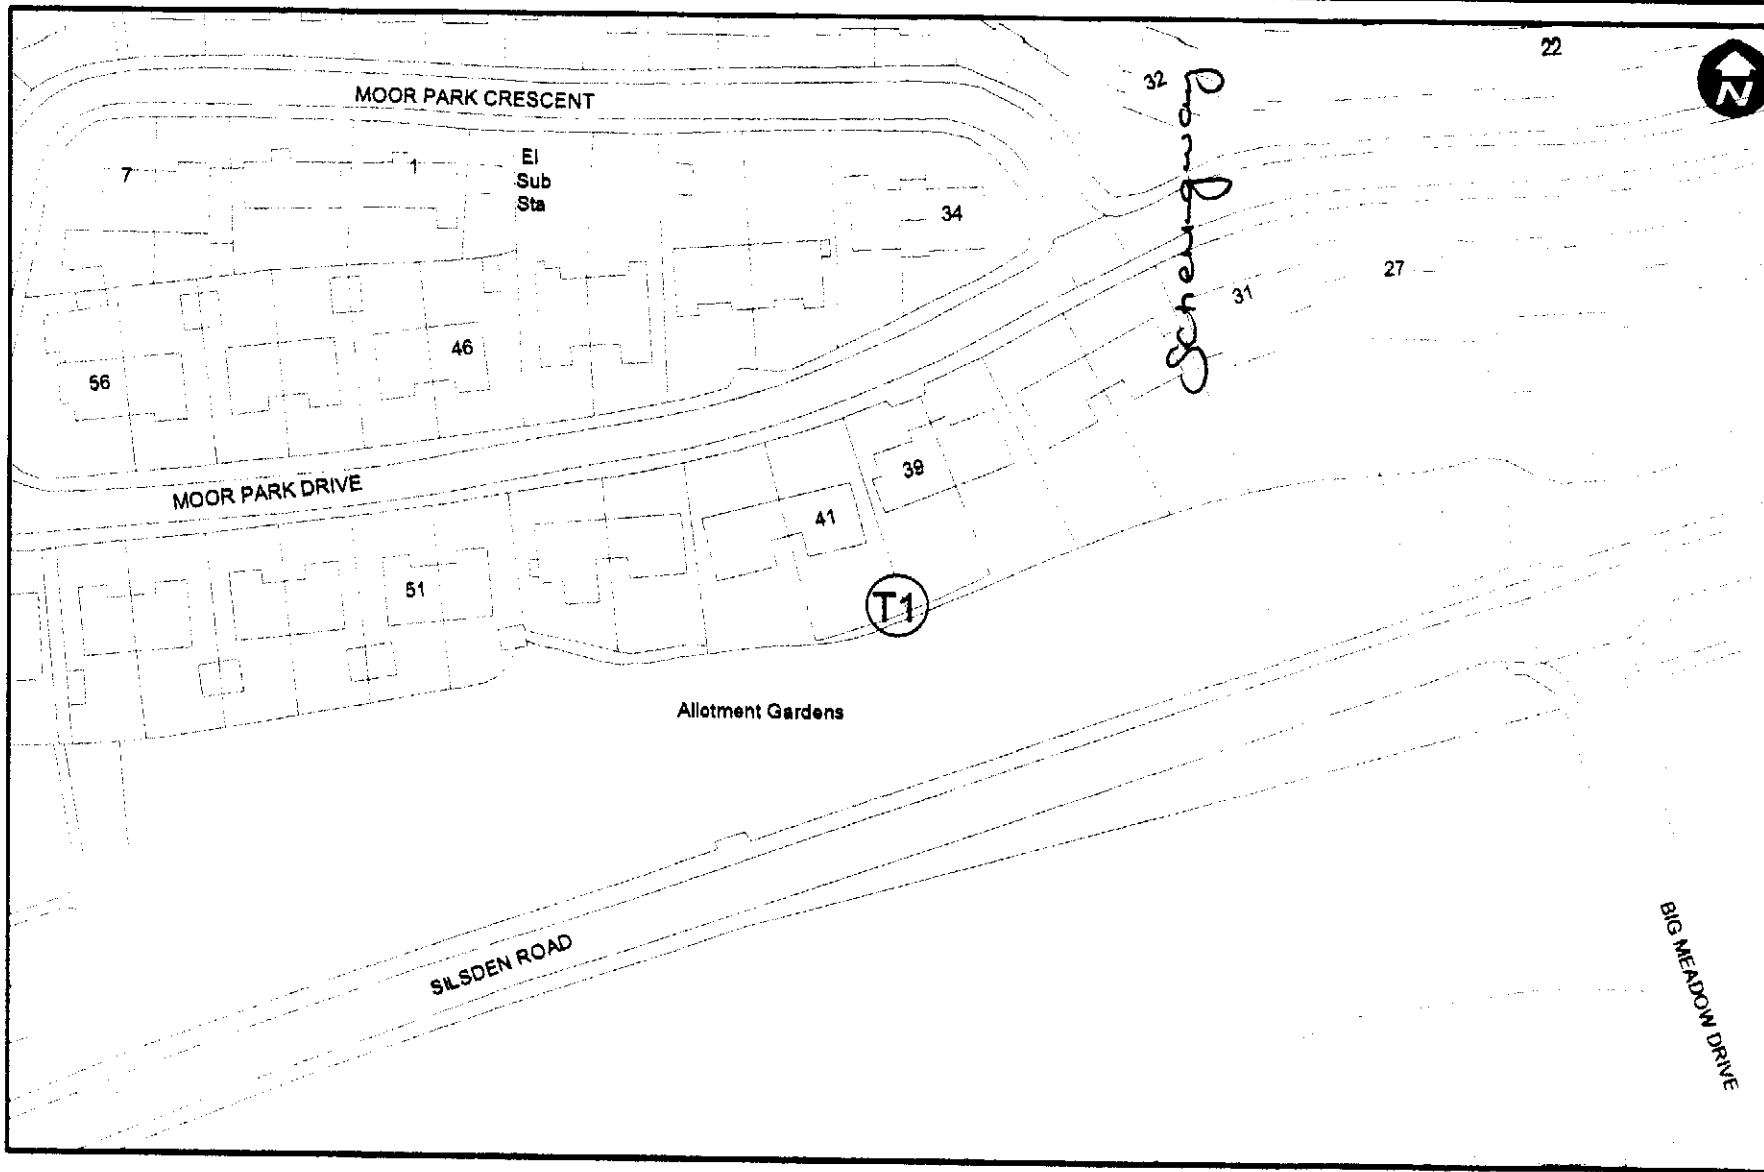 22
32
N
MOOR PARK CRESCENT
El
Sub
Sta
7
1
34
27
31
46
56
39
MOOR PARK DRIVE
41
51
T1
Allotment Gardens
SILSDEN ROAD
BIG MEADOW DRIVE